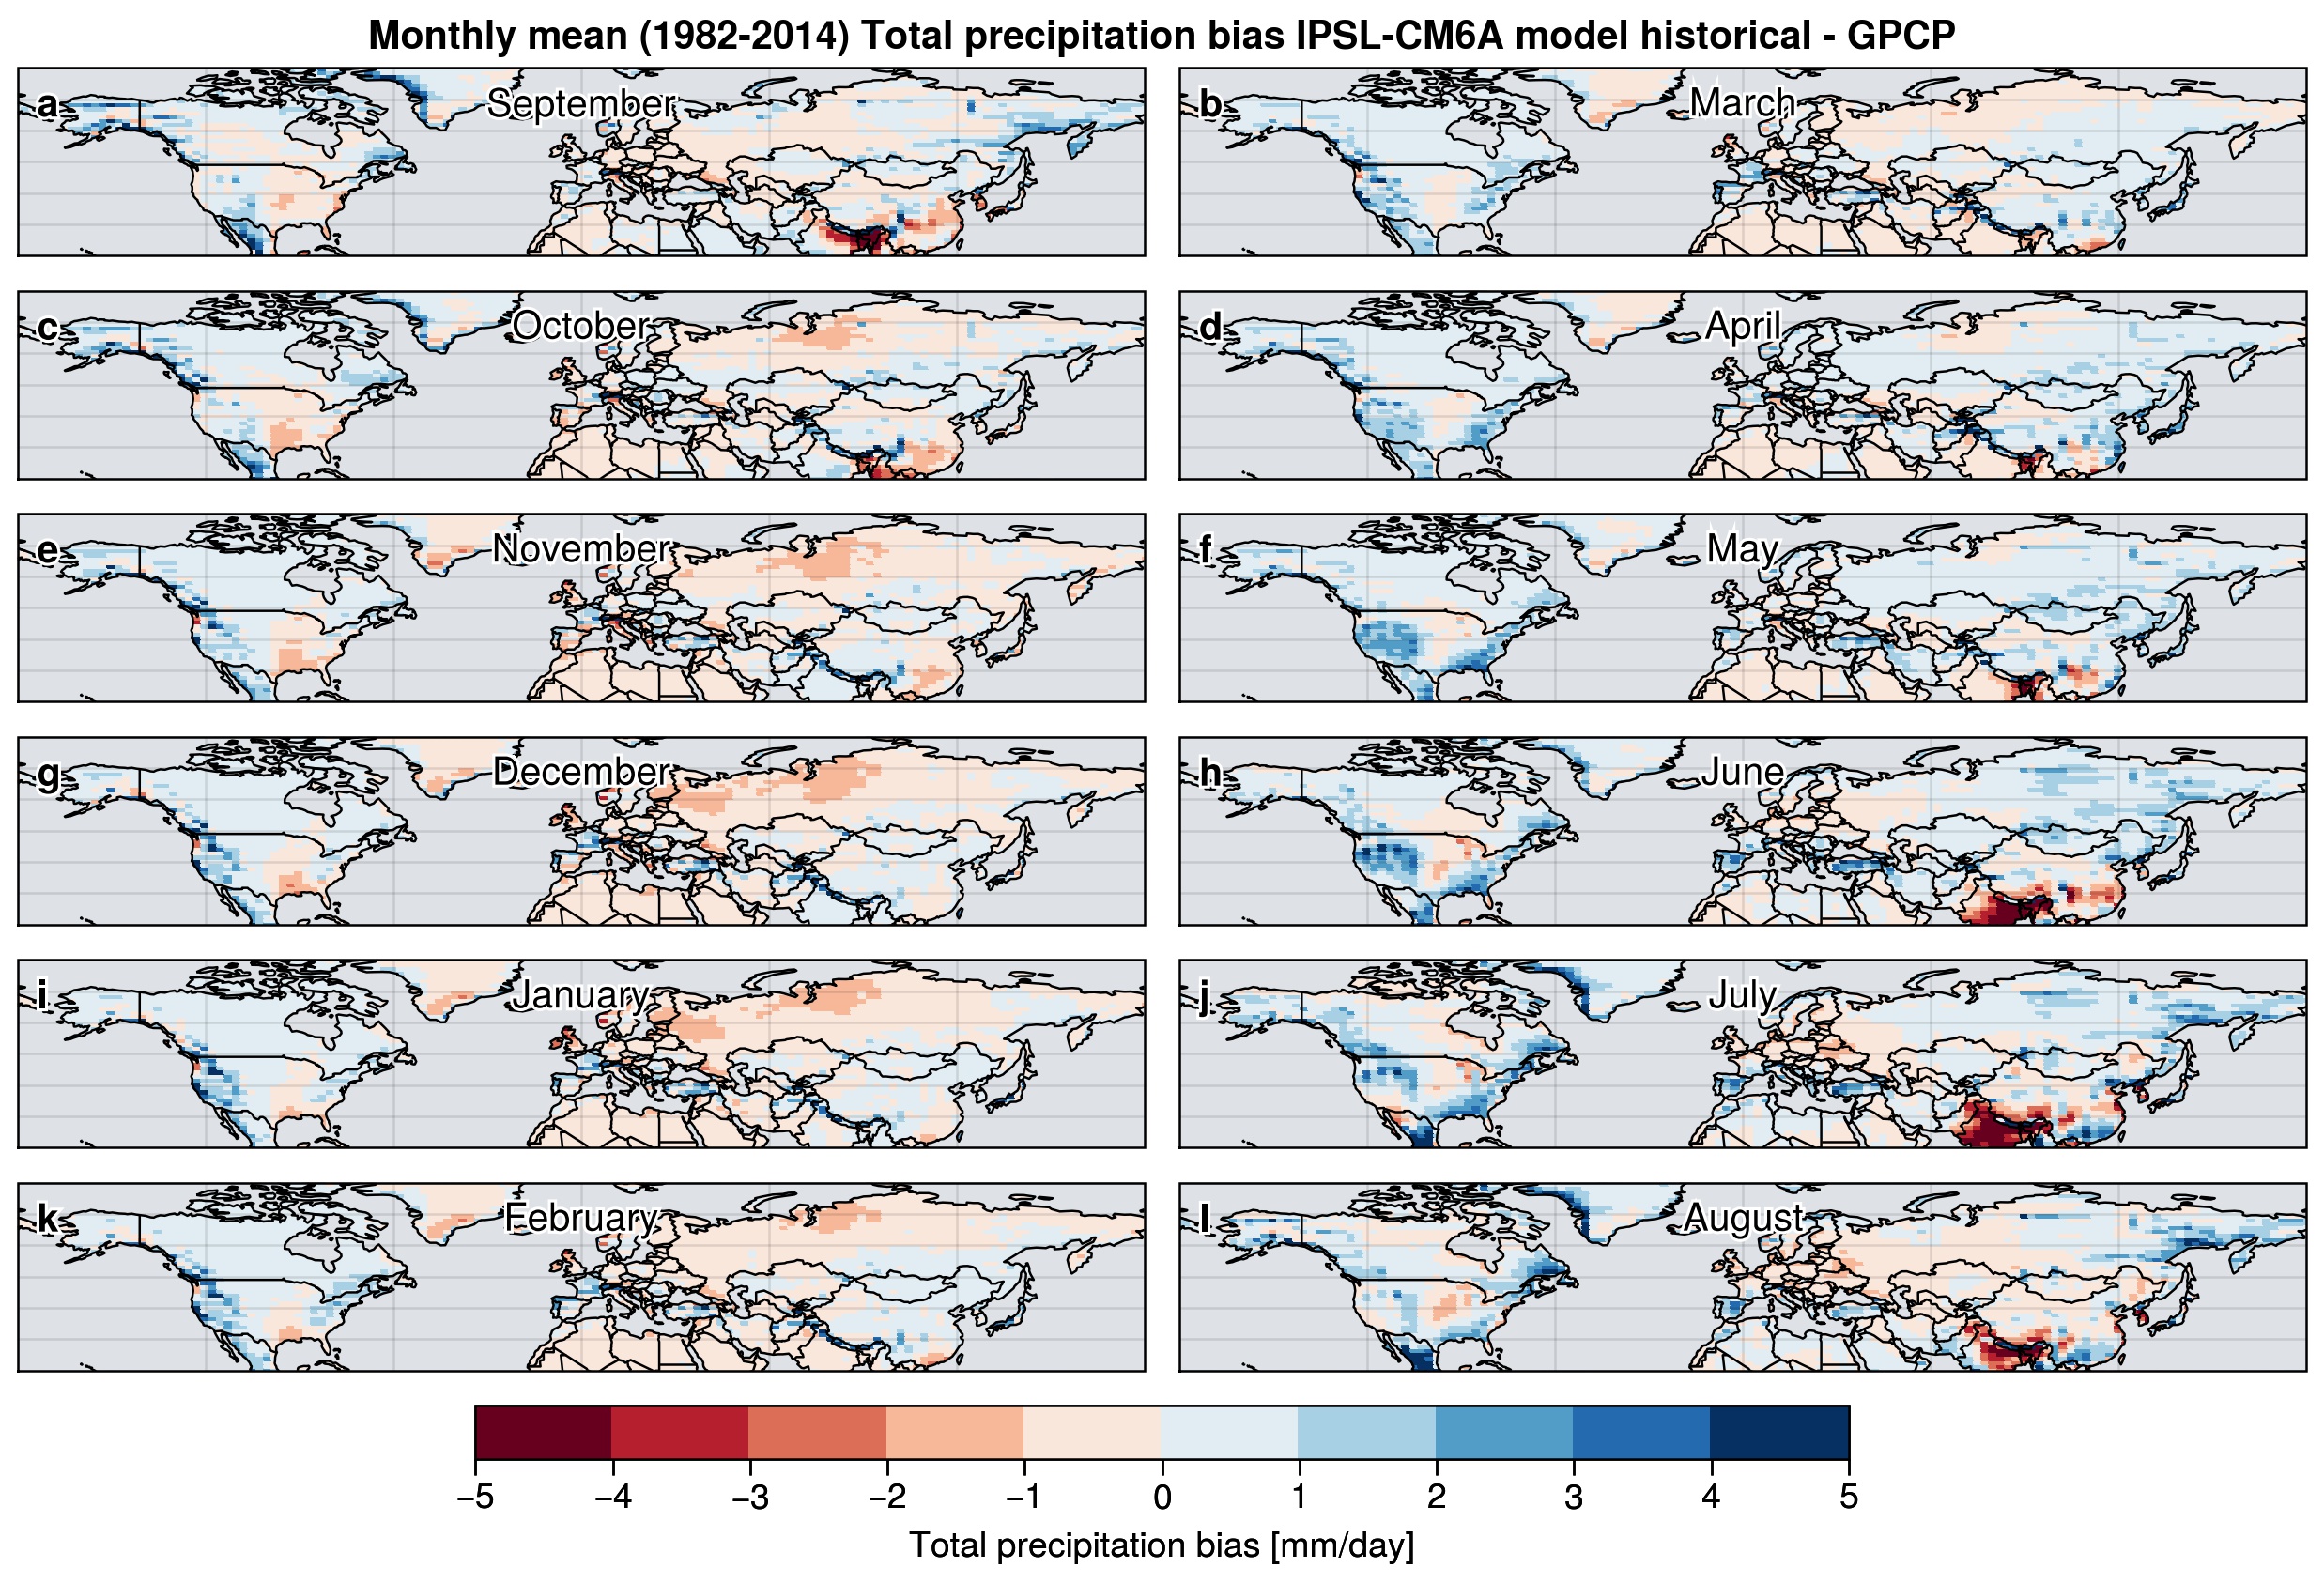 Monthly mean (1982-2014) Total precipitation bias IPSL-CM6A model historical - GPCP
a September
b March
c October
d April
e November
f May
g December
h June
i January
j July
k February
l August
−5 −4 −3 −2 −1 0 1 2 3 4 5
Total precipitation bias [mm/day]